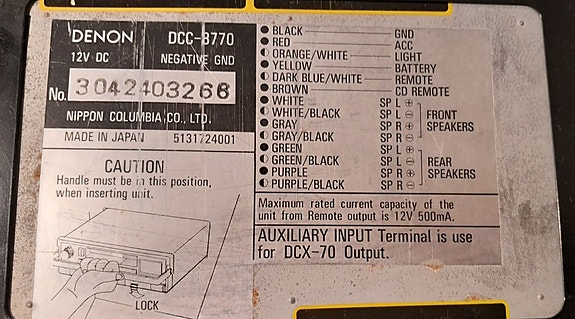 DENON DCC-8770
12V DC NEGATIVE GND
No. 3042403266
NIPPON COLUMBIA CO., LTD.
MADE IN JAPAN 5131724001
CAUTION
Handle must be in this position,
when inserting unit.
LOCK
BLACK GND
RED ACC
ORANGE/WHITE LIGHT
YELLOW BATTERY
DARK BLUE/WHITE REMOTE
BROWN CD REMOTE
WHITE SP L ⊕
WHITE/BLACK SP L ⊖
GRAY SP R ⊕
GRAY/BLACK SP R ⊖
FRONT
SPEAKERS
GREEN SP L ⊕
GREEN/BLACK SP L ⊖
PURPLE SP R ⊕
PURPLE/BLACK SP R ⊖
REAR
SPEAKERS
Maximum rated current capacity of the
unit from Remote output is 12V 500mA.
AUXILIARY INPUT Terminal is use
for DCX-70 Output.